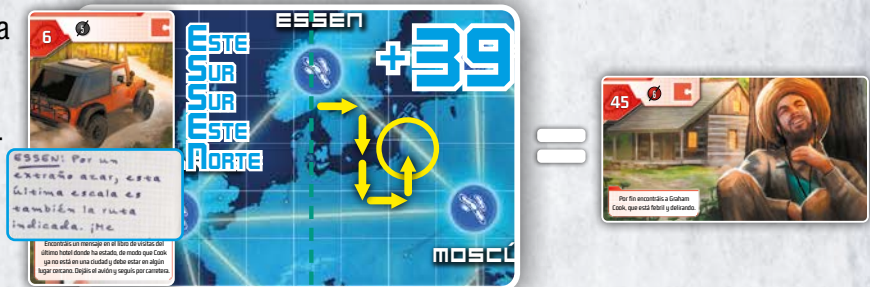 a
.
6 5
ESSEN: Por un
extraño azar, esta
última escala es
también la ruta
indicada. ¡Me
Encontráis un mensaje en el libro de visitas del
último hotel donde ha estado, de modo que Cook
ya no está en una ciudad y debe estar en algún
lugar cercano. Dejáis el avión y seguís por carretera.
ESSEN
ESTE
SUR
SUR
ESTE
NORTE
+39
MOSCÚ
=
45 6
Por fin encontráis a Graham
Cook, que está febril y delirando.